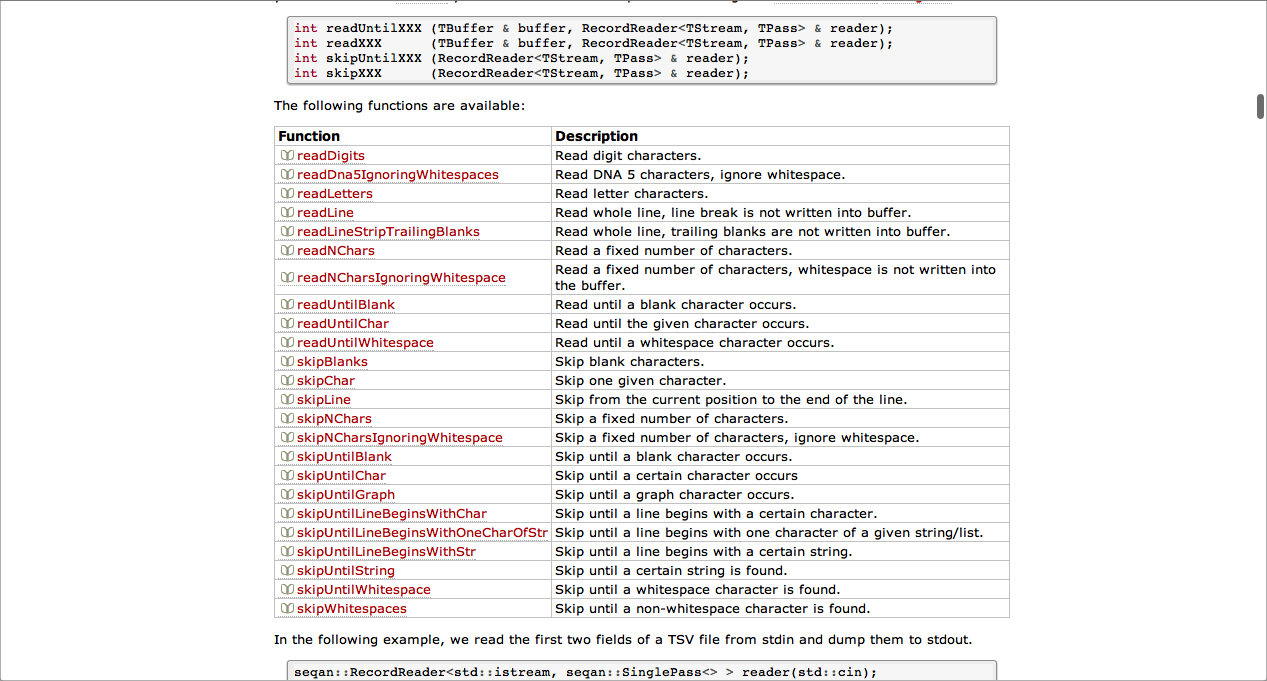 int readUntilXXX (TBuffer & buffer, RecordReader<TStream, TPass> & reader);
int readXXX      (TBuffer & buffer, RecordReader<TStream, TPass> & reader);
int skipUntilXXX (RecordReader<TStream, TPass> & reader);
int skipXXX      (RecordReader<TStream, TPass> & reader);
The following functions are available:
Function Description
readDigits Read digit characters.
readDna5IgnoringWhitespaces Read DNA 5 characters, ignore whitespace.
readLetters Read letter characters.
readLine Read whole line, line break is not written into buffer.
readLineStripTrailingBlanks Read whole line, trailing blanks are not written into buffer.
readNChars Read a fixed number of characters.
readNCharsIgnoringWhitespace Read a fixed number of characters, whitespace is not written into
the buffer.
readUntilBlank Read until a blank character occurs.
readUntilChar Read until the given character occurs.
readUntilWhitespace Read until a whitespace character occurs.
skipBlanks Skip blank characters.
skipChar Skip one given character.
skipLine Skip from the current position to the end of the line.
skipNChars Skip a fixed number of characters.
skipNCharsIgnoringWhitespace Skip a fixed number of characters, ignore whitespace.
skipUntilBlank Skip until a blank character occurs.
skipUntilChar Skip until a certain character occurs
skipUntilGraph Skip until a graph character occurs.
skipUntilLineBeginsWithChar Skip until a line begins with a certain character.
skipUntilLineBeginsWithOneCharOfStr Skip until a line begins with one character of a given string/list.
skipUntilLineBeginsWithStr Skip until a line begins with a certain string.
skipUntilString Skip until a certain string is found.
skipUntilWhitespace Skip until a whitespace character is found.
skipWhitespaces Skip until a non-whitespace character is found.
In the following example, we read the first two fields of a TSV file from stdin and dump them to stdout.
seqan::RecordReader<std::istream, seqan::SinglePass<> > reader(std::cin);